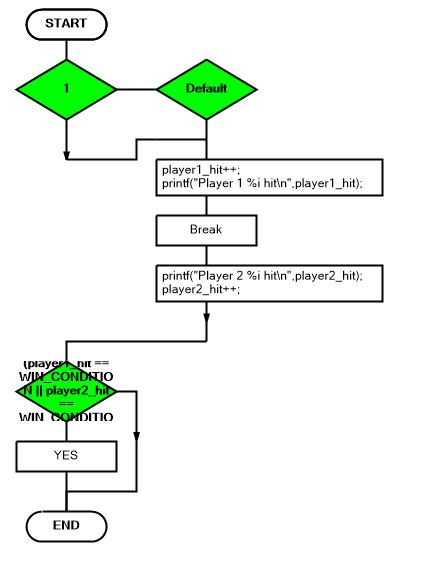 START
1
Default
player1_hit++;
printf("Player 1 %i hit\n",player1_hit);
Break
printf("Player 2 %i hit\n",player2_hit);
player2_hit++;
(player1_hit ==
WIN_CONDITIO
N || player2_hit
==
WIN_CONDITIO
YES
END